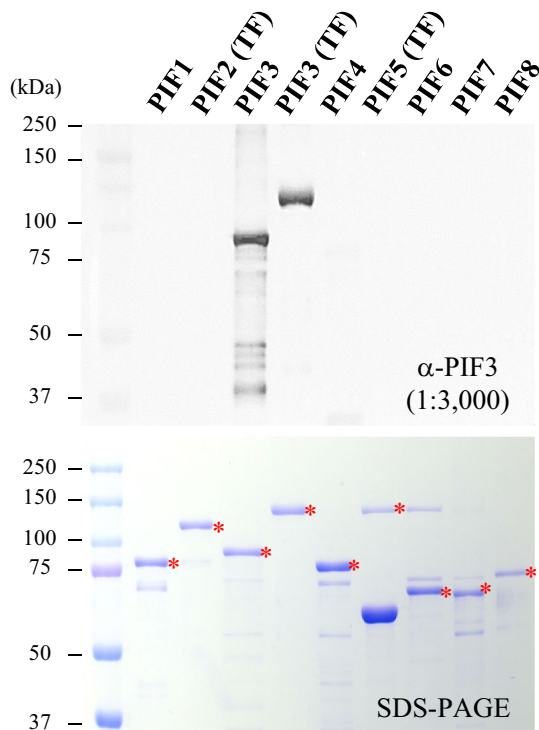 PIF1 PIF2 (TF) PIF3 PIF3 (TF) PIF4 PIF5 (TF) PIF6 PIF7 PIF8
(kDa)
250
150
100
75
50
37
α-PIF3
(1:3,000)
250
150
100
75
50
37
* * * * * * * * *
SDS-PAGE